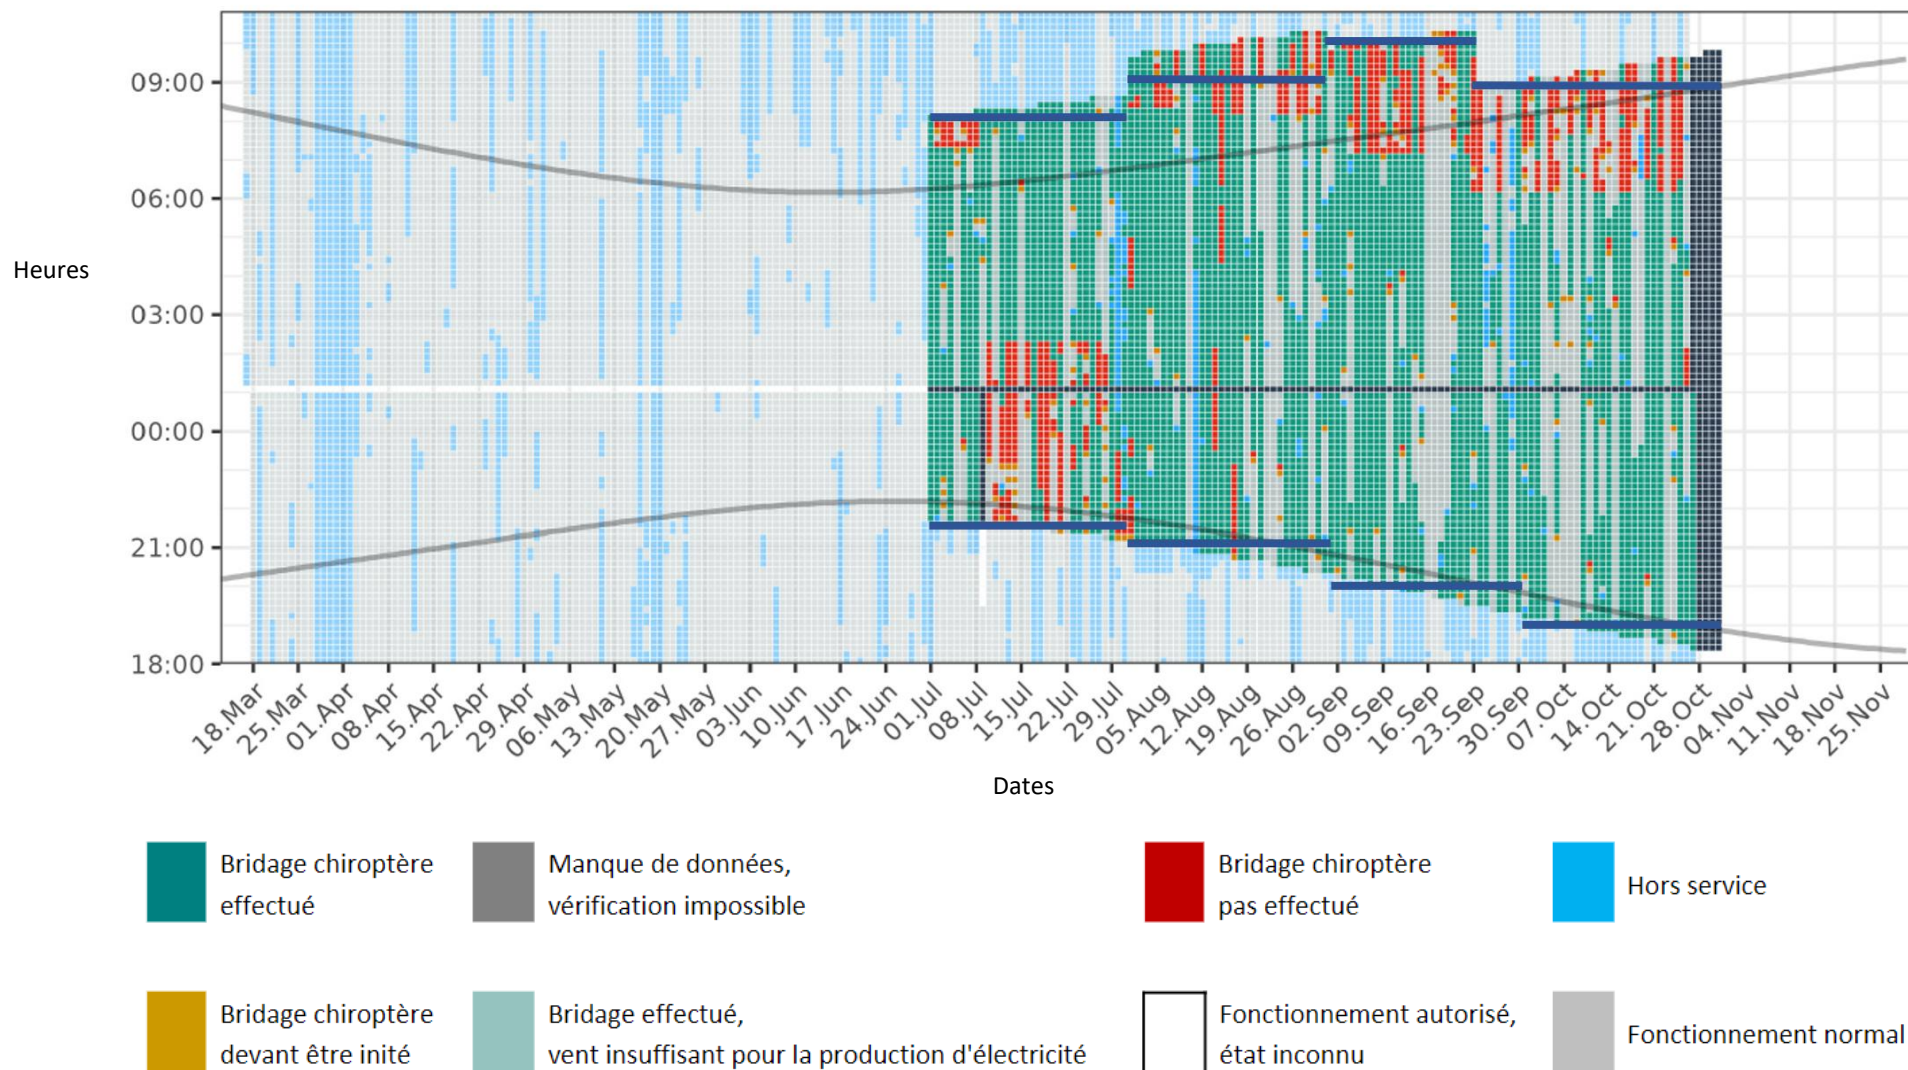 09:00
06:00
Heures
03:00
00:00
21:00
18:00
18.Mar
25.Mar
01.Apr
08.Apr
15.Apr
22.Apr
29.Apr
06.May
13.May
20.May
27.May
03.Jun
10.Jun
17.Jun
24.Jun
01.Jul
08.Jul
15.Jul
22.Jul
29.Jul
05.Aug
12.Aug
19.Aug
26.Aug
02.Sep
09.Sep
16.Sep
23.Sep
30.Sep
07.Oct
14.Oct
21.Oct
28.Oct
04.Nov
11.Nov
18.Nov
25.Nov
Dates
Bridage chiroptère
effectué
Manque de données,
vérification impossible
Bridage chiroptère
pas effectué
Hors service
Bridage chiroptère
devant être inité
Bridage effectué,
vent insuffisant pour la production d'électricité
Fonctionnement autorisé,
état inconnu
Fonctionnement normal